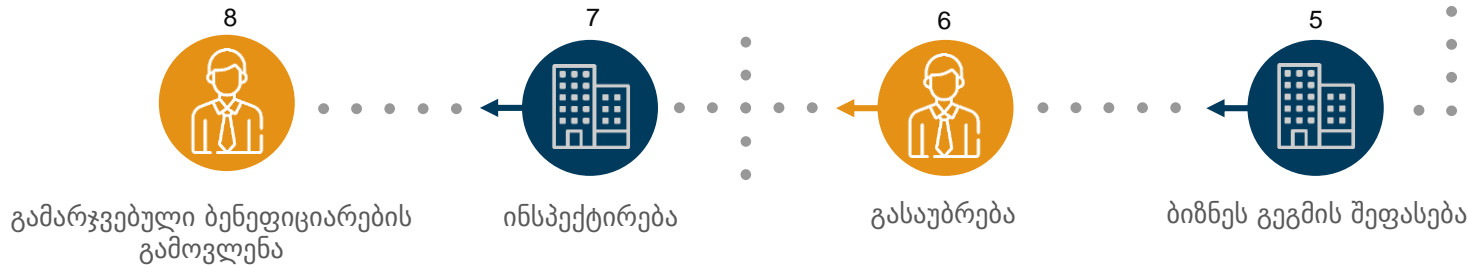 8
7
6
5
გამარჯვებული ბენეფიციარების
გამოვლენა
ინსპექტირება
გასაუბრება
ბიზნეს გეგმის შეფასება